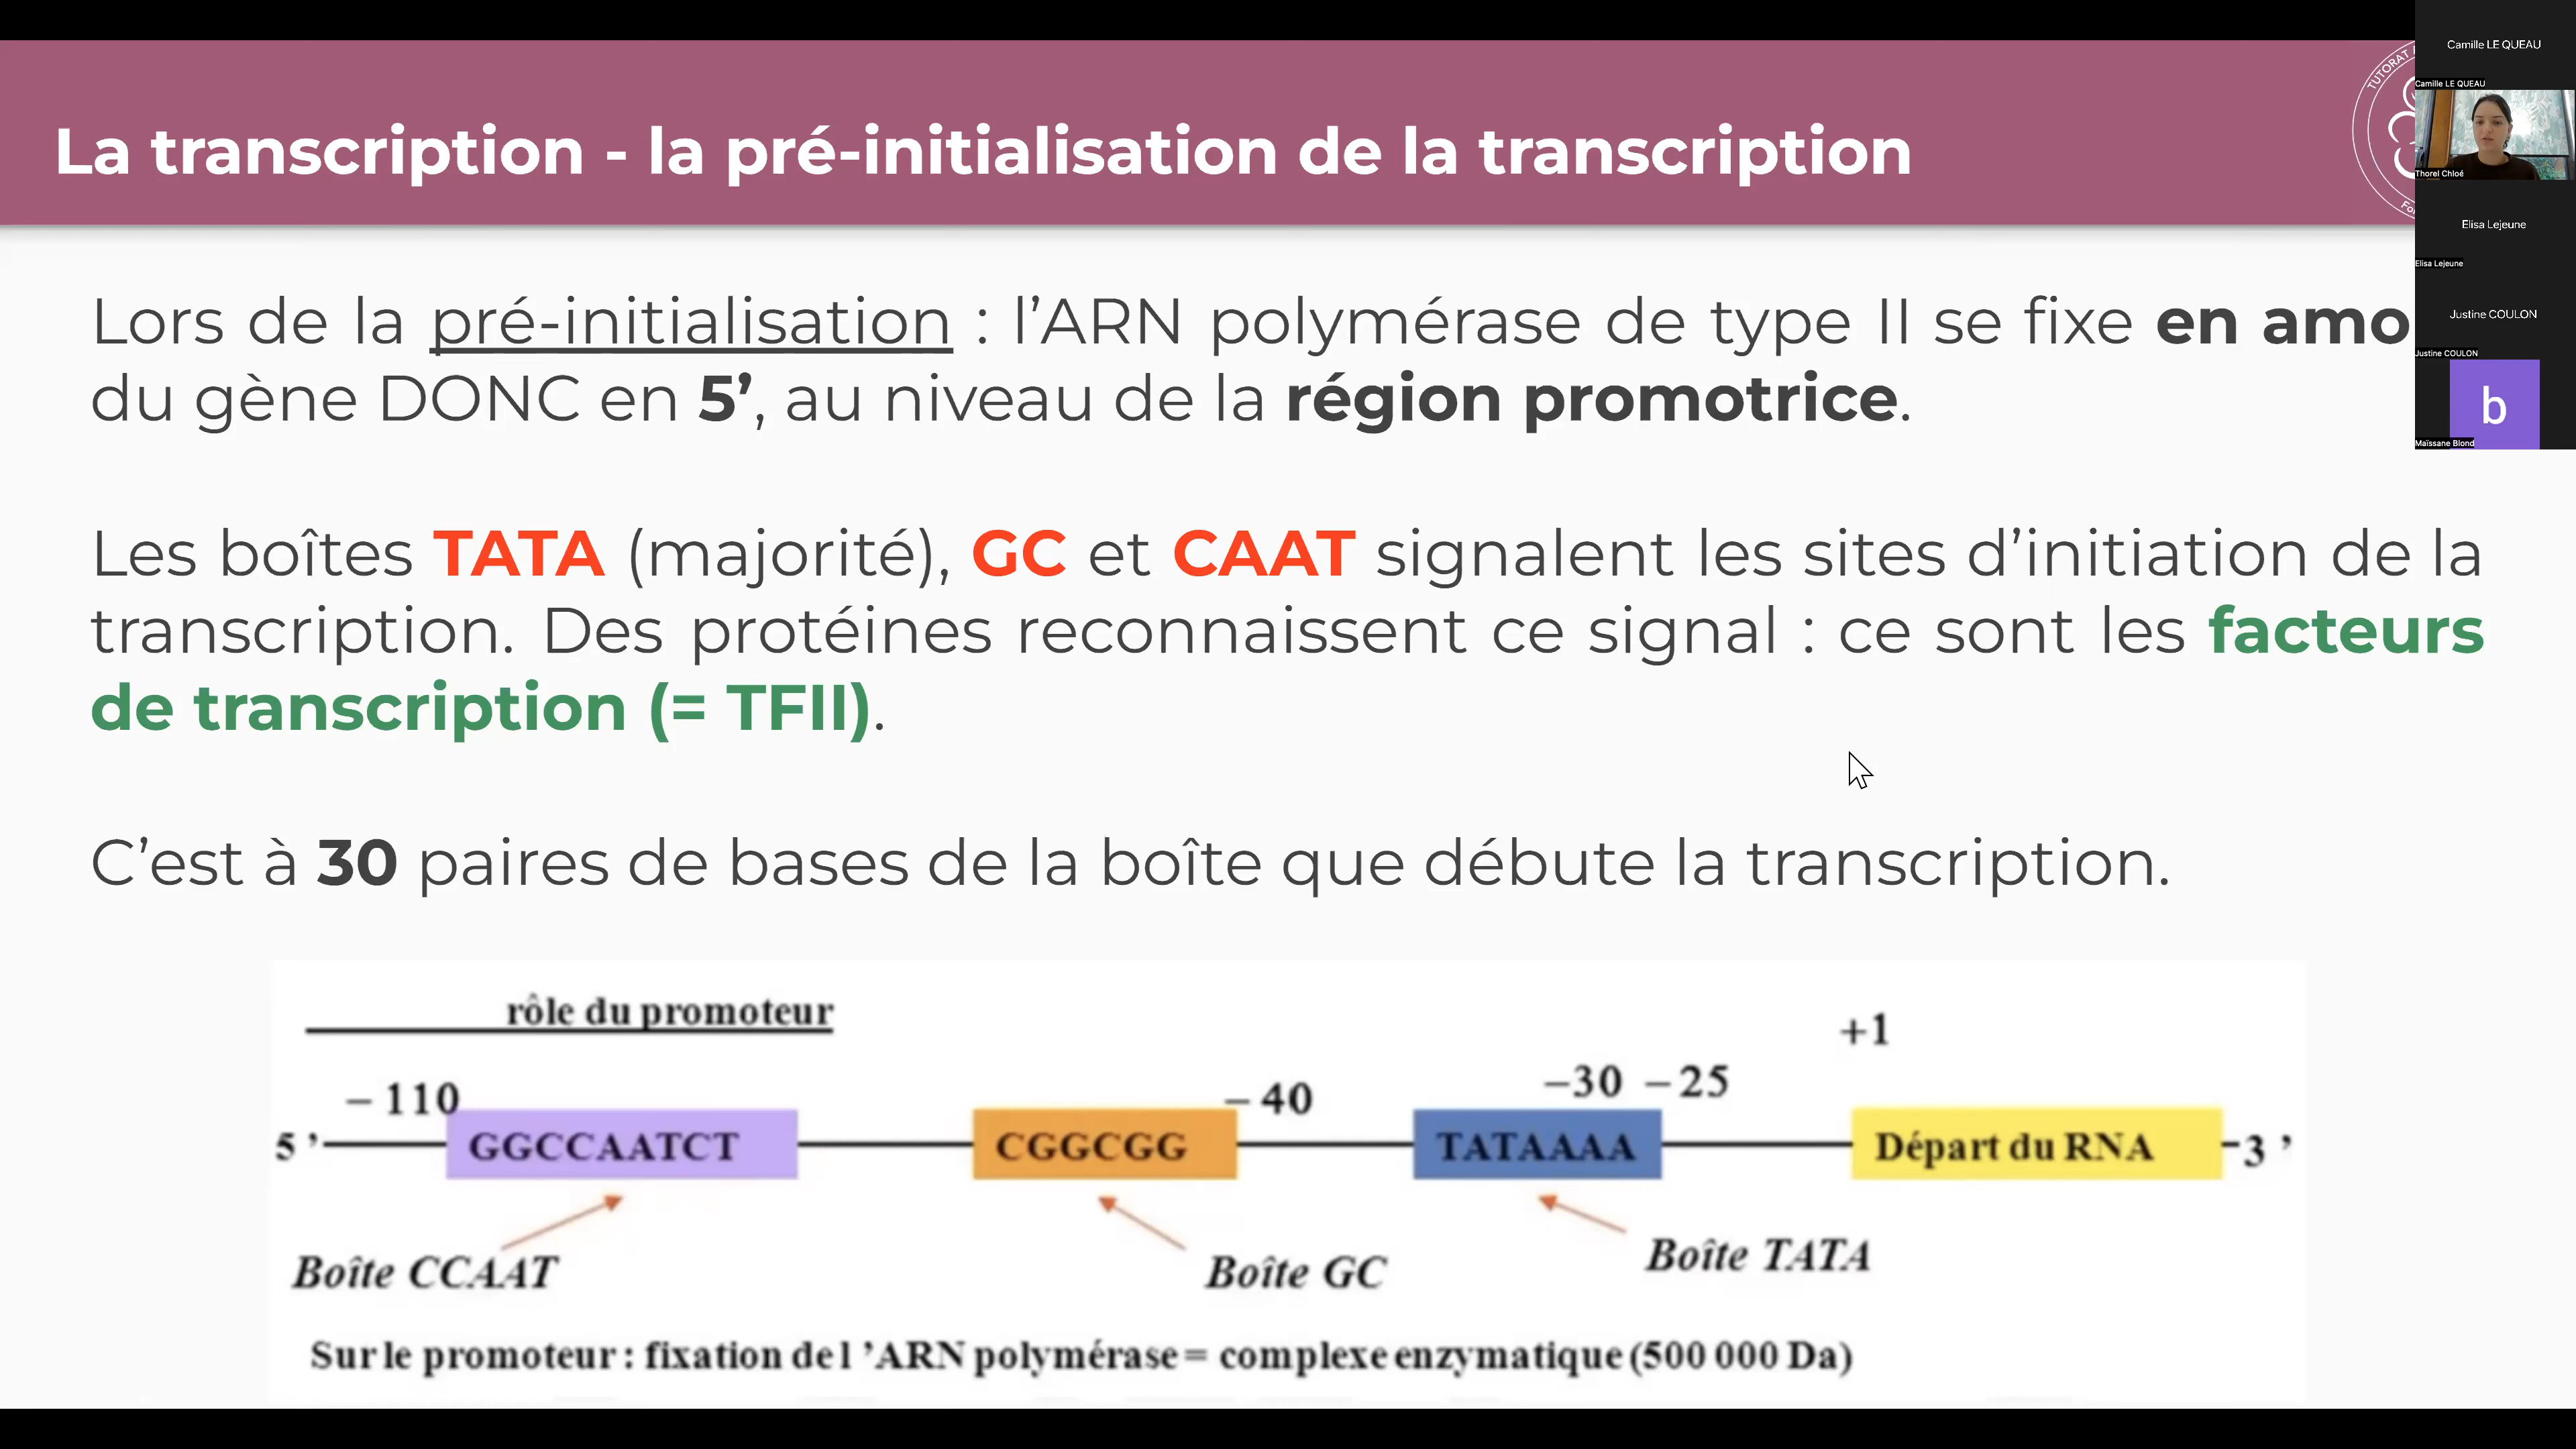 La transcription - la pré-initialisation de la transcription
TUTORAT
Camille LE QUEAU
Camille LE QUEAU
Thorel Chloé
Elisa Lejeune
Elisa Lejeune
Justine COULON
Justine COULON
b
Maïssane Blond
Lors de la pré-initialisation : l’ARN polymérase de type II se fixe en amo
du gène DONC en 5’, au niveau de la région promotrice.
Les boîtes TATA (majorité), GC et CAAT signalent les sites d’initiation de la
transcription. Des protéines reconnaissent ce signal : ce sont les facteurs
de transcription (= TFII).
C’est à 30 paires de bases de la boîte que débute la transcription.
rôle du promoteur
+1
– 110 – 40 –30 – 25
5 ’ GGCCAATCT CGGCGG TATAAAA Départ du RNA 3 ’
Boîte CCAAT Boîte GC Boîte TATA
Sur le promoteur : fixation de l ’ARN polymérase = complexe enzymatique (500 000 Da)